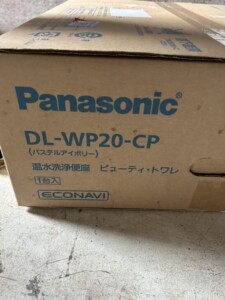 Panasonic®
DL-WP20-CP
(パステルアイボリー)
温水洗浄便座 ビューティ・トワレ
1台入
ECONAVI